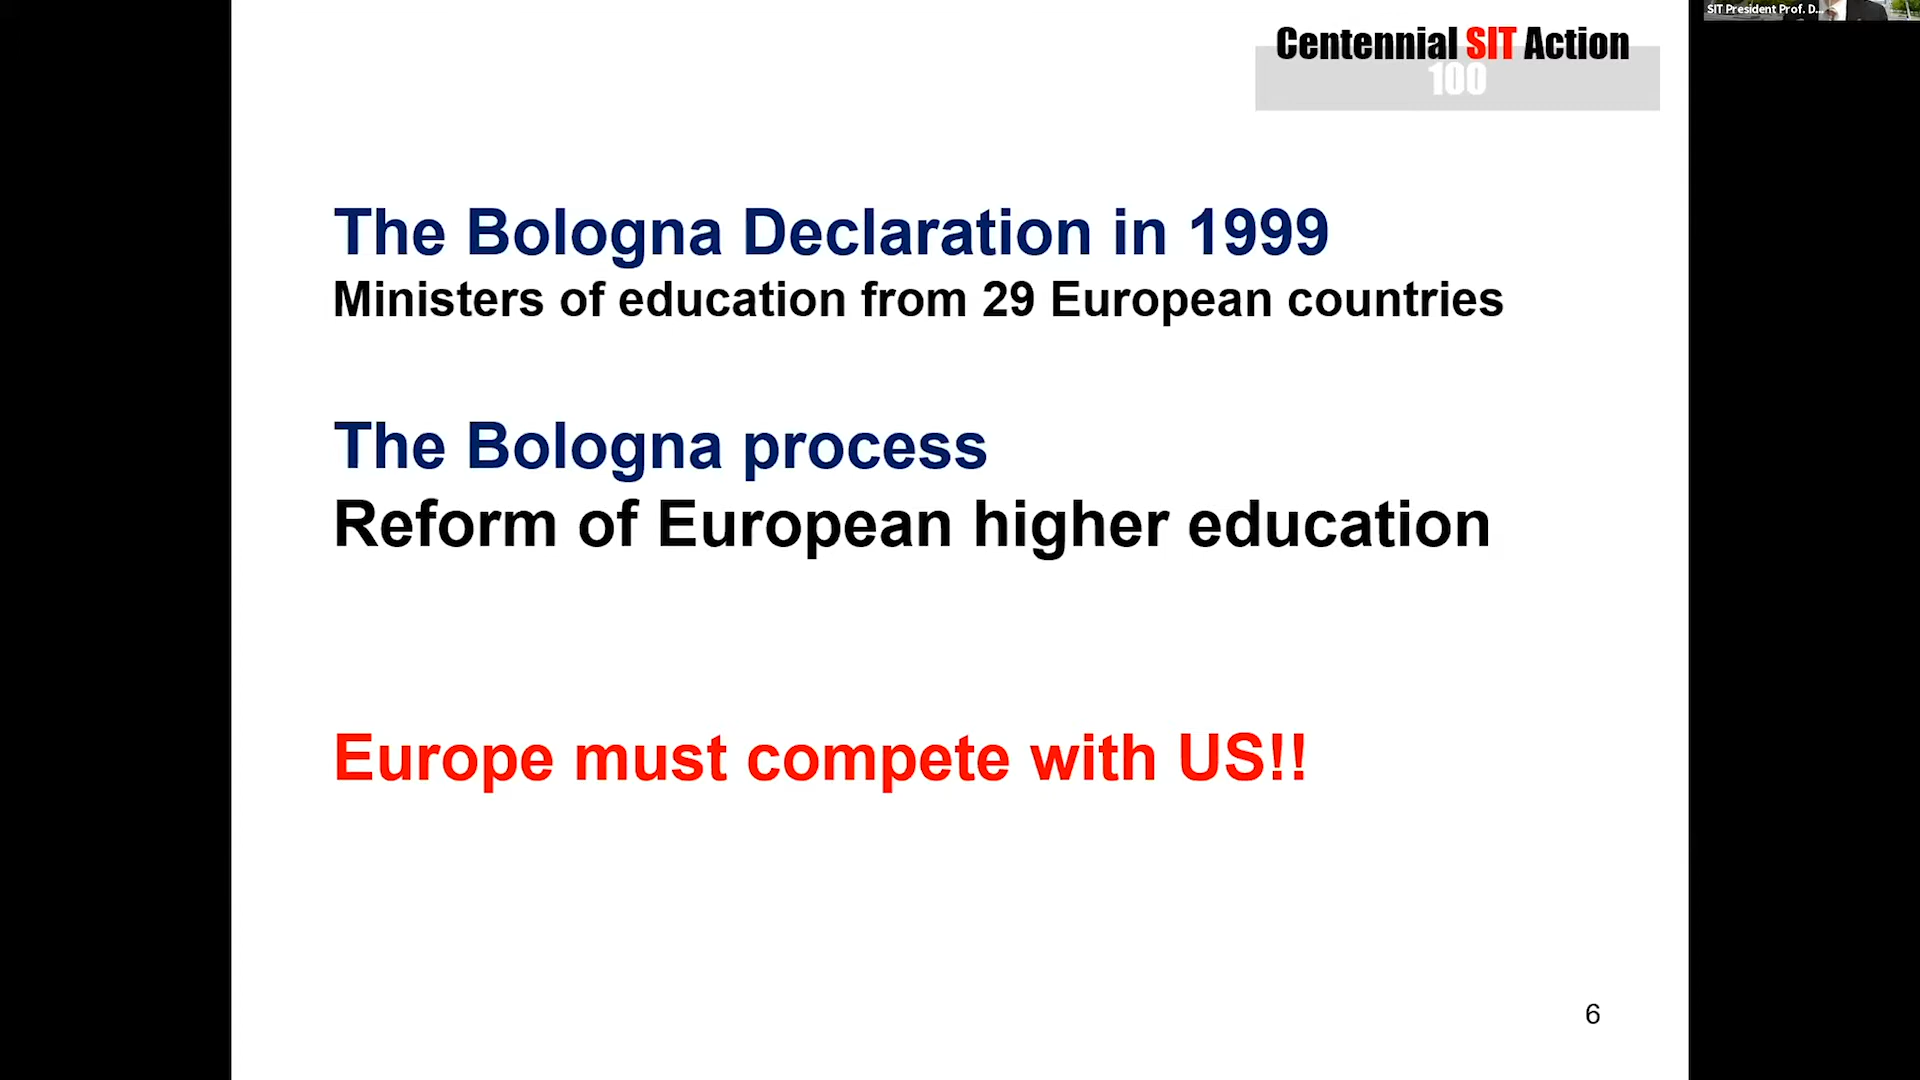 SIT President Prof. D...
Centennial SIT Action
100
The Bologna Declaration in 1999
Ministers of education from 29 European countries
The Bologna process
Reform of European higher education
Europe must compete with US!!
6